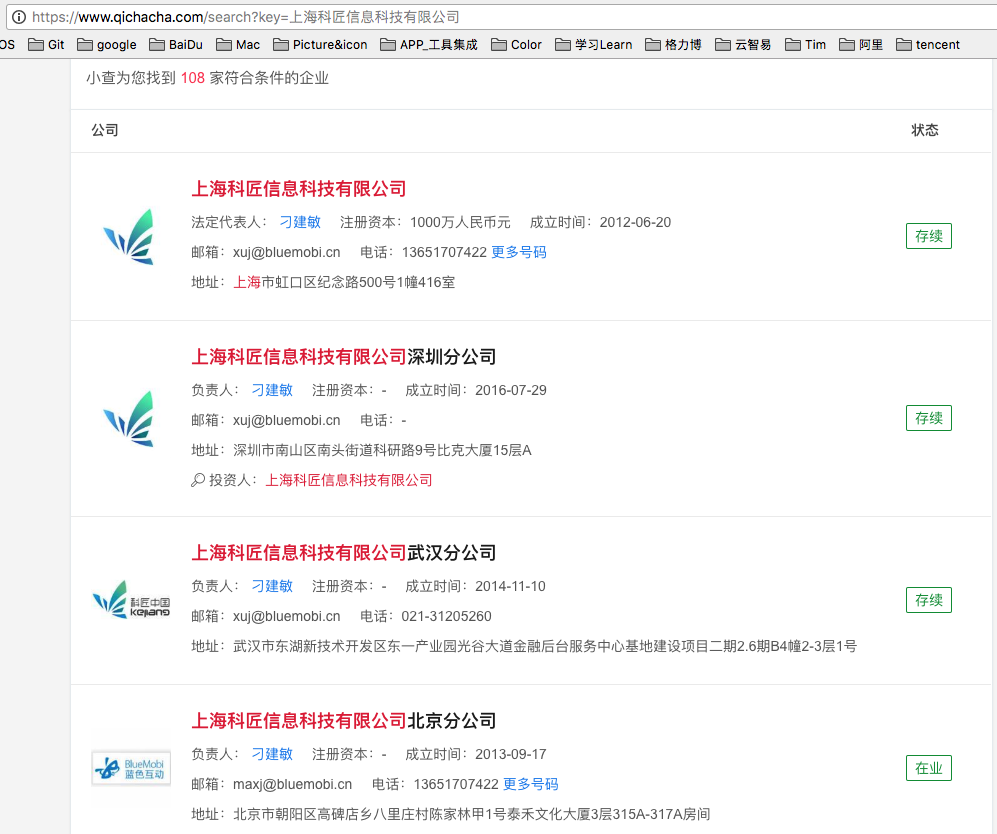 https://www.qichacha.com/search?key=上海科匠信息科技有限公司
OS Git google BaiDu Mac Picture&icon APP_工具集成 Color 学习Learn 格力博 云智易 Tim 阿里 tencent
小查为您找到 108 家符合条件的企业
公司 状态
上海科匠信息科技有限公司
法定代表人: 刁建敏 注册资本: 1000万人民币元 成立时间: 2012-06-20
存续
邮箱: xuj@bluemobi.cn 电话: 13651707422 更多号码
地址: 上海市虹口区纪念路500号1幢416室
上海科匠信息科技有限公司深圳分公司
负责人: 刁建敏 注册资本: - 成立时间: 2016-07-29
邮箱: xuj@bluemobi.cn 电话: -
存续
地址: 深圳市南山区南头街道科研路9号比克大厦15层A
投资人: 上海科匠信息科技有限公司
上海科匠信息科技有限公司武汉分公司
负责人: 刁建敏 注册资本: - 成立时间: 2014-11-10
科匠中国
kejiang
存续
邮箱: xuj@bluemobi.cn 电话: 021-31205260
地址: 武汉市东湖新技术开发区东一产业园光谷大道金融后台服务中心基地建设项目二期2.6期B4幢2-3层1号
上海科匠信息科技有限公司北京分公司
负责人: 刁建敏 注册资本: - 成立时间: 2013-09-17
BlueMobi
蓝色互动
在业
邮箱: maxj@bluemobi.cn 电话: 13651707422 更多号码
地址: 北京市朝阳区高碑店乡八里庄村陈家林甲1号泰禾文化大厦3层315A-317A房间